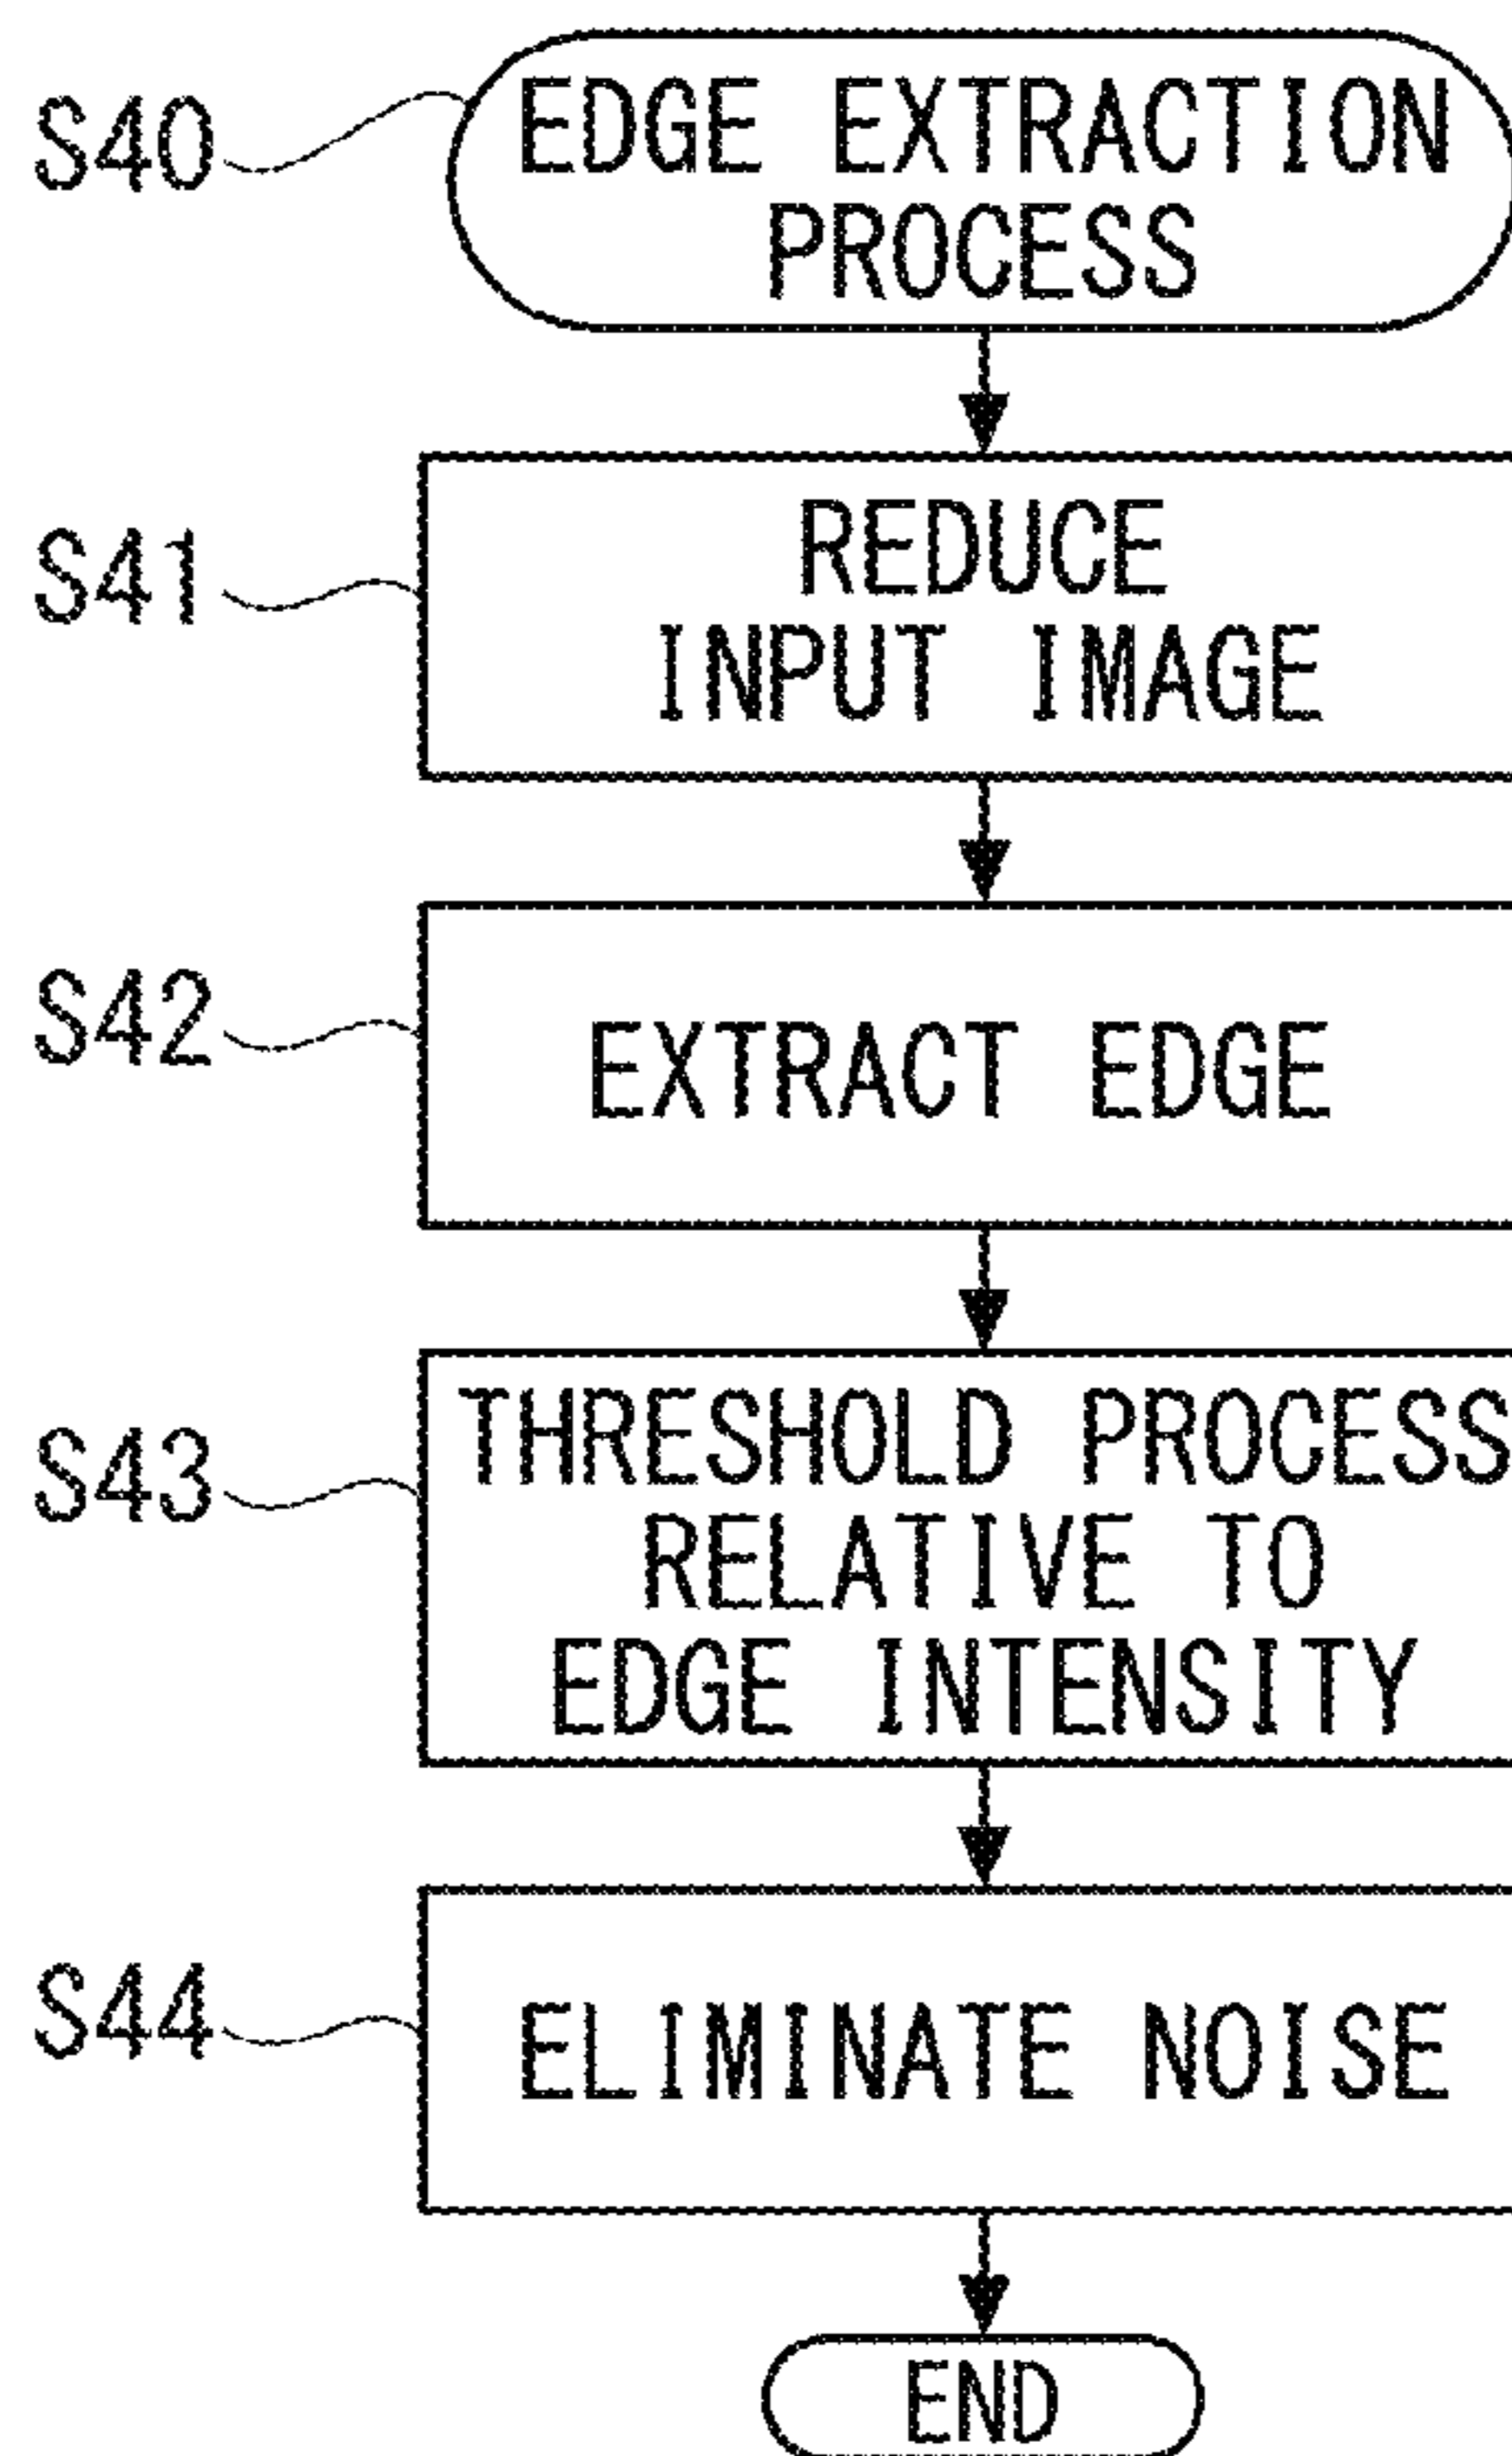 S40
EDGE EXTRACTION
PROCESS
S41
REDUCE
INPUT IMAGE
S42
EXTRACT EDGE
S43
THRESHOLD PROCESS
RELATIVE TO
EDGE INTENSITY
S44
ELIMINATE NOISE
END